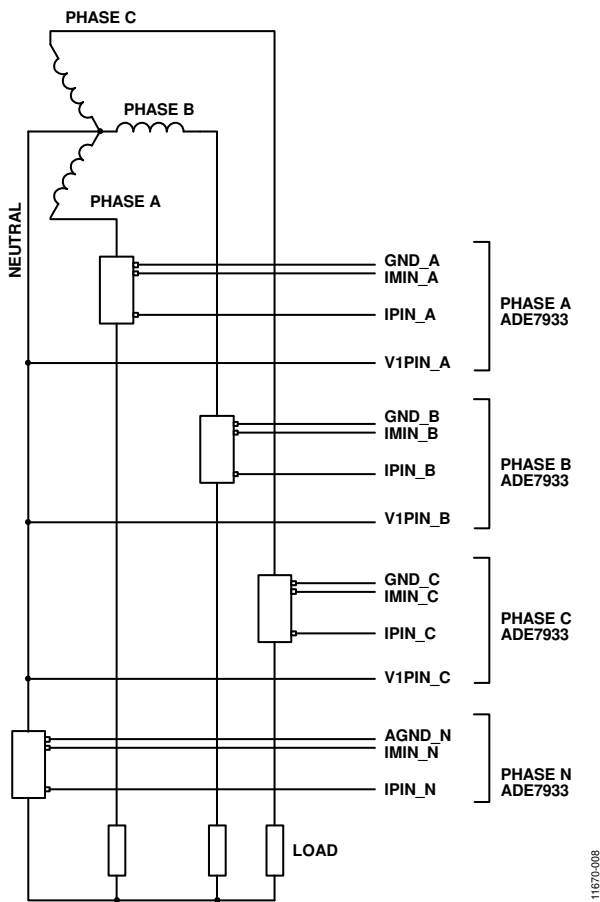 PHASE C
PHASE B
PHASE A
NEUTRAL
GND_A
IMIN_A
IPIN_A
V1PIN_A
PHASE A
ADE7933
GND_B
IMIN_B
IPIN_B
V1PIN_B
PHASE B
ADE7933
GND_C
IMIN_C
IPIN_C
V1PIN_C
PHASE C
ADE7933
AGND_N
IMIN_N
IPIN_N
PHASE N
ADE7933
LOAD
11670-008